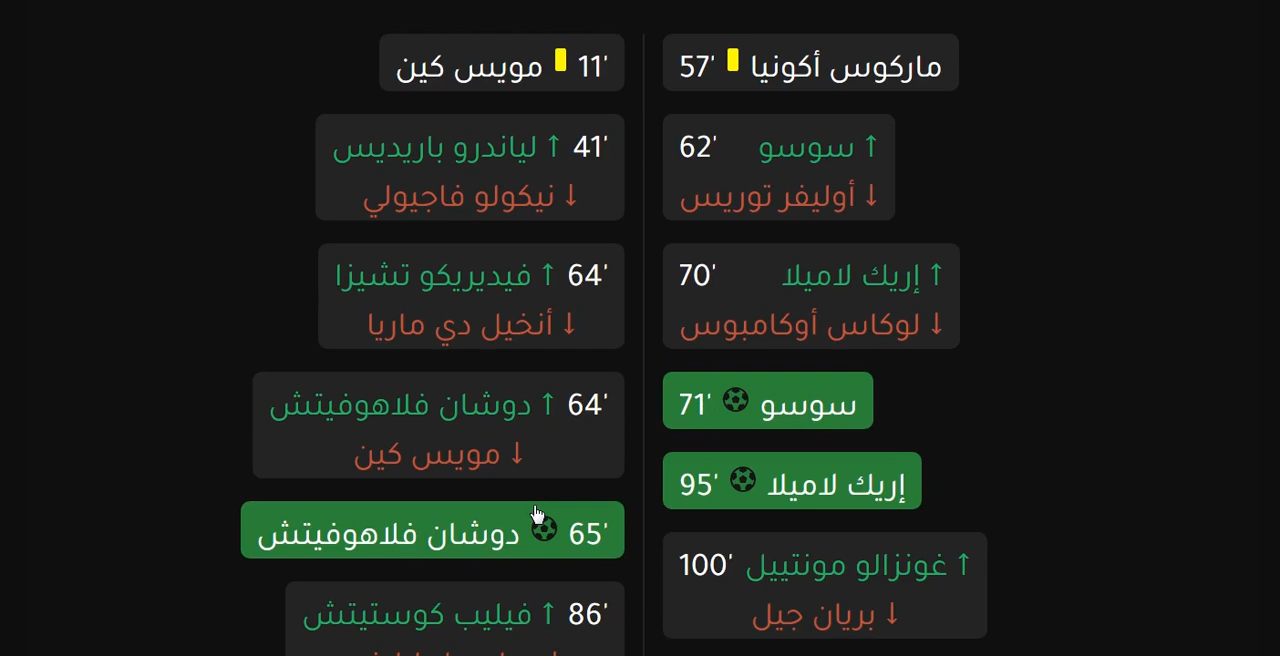 ماركوس أكونيا 57'
↑ سوسو 62'
↓ أوليفر توريس
↑ إريك لاميلا 70'
↓ لوكاس أوكامبوس
سوسو 71'
إريك لاميلا 95'
↑ غونزالو مونتييل 100'
↓ بريان جيل
11' مويس كين
41' ↑ لياندرو باريديس
↓ نيكولو فاجيولي
64' ↑ فيديريكو تشيزا
↓ أنخيل دي ماريا
64' ↑ دوشان فلاهوفيتش
↓ مويس كين
65' دوشان فلاهوفيتش
86' ↑ فيليب كوستيتش